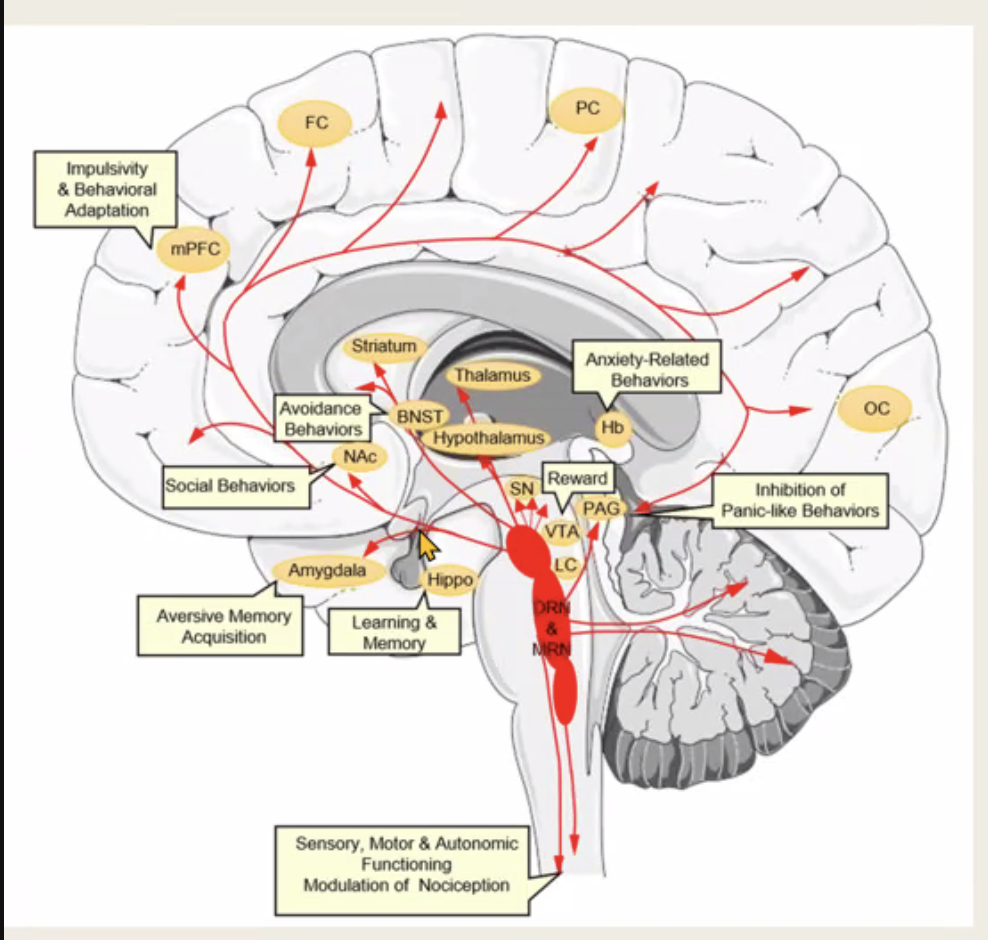 FC
PC
Impulsivity
& Behavioral
Adaptation
mPFC
Striatum
Thalamus
Anxiety-Related
Behaviors
Avoidance
Behaviors
BNST
Hypothalamus
Hb
OC
NAc
Social Behaviors
SN
Reward
PAG
Inhibition of
Panic-like Behaviors
VTA
LC
Amygdala
Hippo
Aversive Memory
Acquisition
Learning &
Memory
DRN
&
MRN
Sensory, Motor & Autonomic
Functioning
Modulation of Nociception